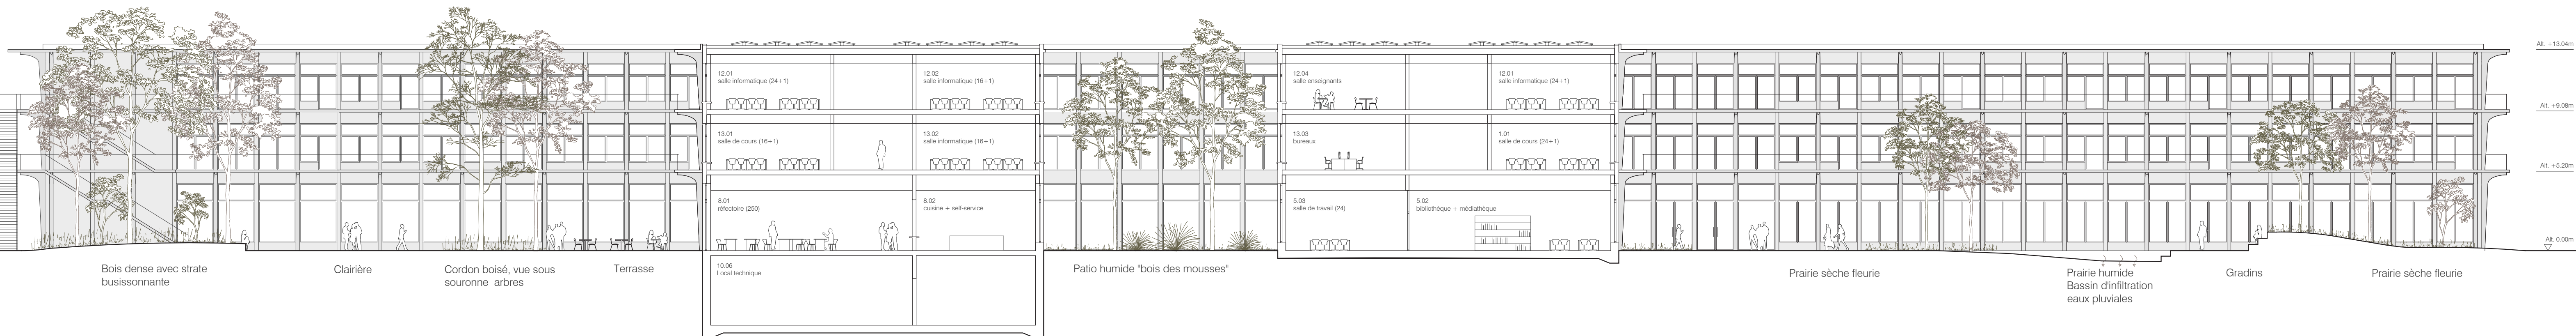 Alt. +13.04m
12.01
salle informatique (24+1)
12.02
salle informatique (16+1)
12.04
salle enseignants
12.01
salle informatique (24+1)
Alt. +9.08m
13.01
salle de cours (16+1)
13.02
salle informatique (16+1)
13.03
bureaux
1.01
salle de cours (24+1)
Alt. +5.20m
8.01
réfectoire (250)
8.02
cuisine + self-service
5.03
salle de travail (24)
5.02
bibliothèque + médiathèque
Alt. 0.00m
10.06
Local technique
Bois dense avec strate
busissonnante
Clairière
Cordon boisé, vue sous
souronne arbres
Terrasse
Patio humide "bois des mousses"
Prairie sèche fleurie
Prairie humide
Bassin d'infiltration
eaux pluviales
Gradins
Prairie sèche fleurie